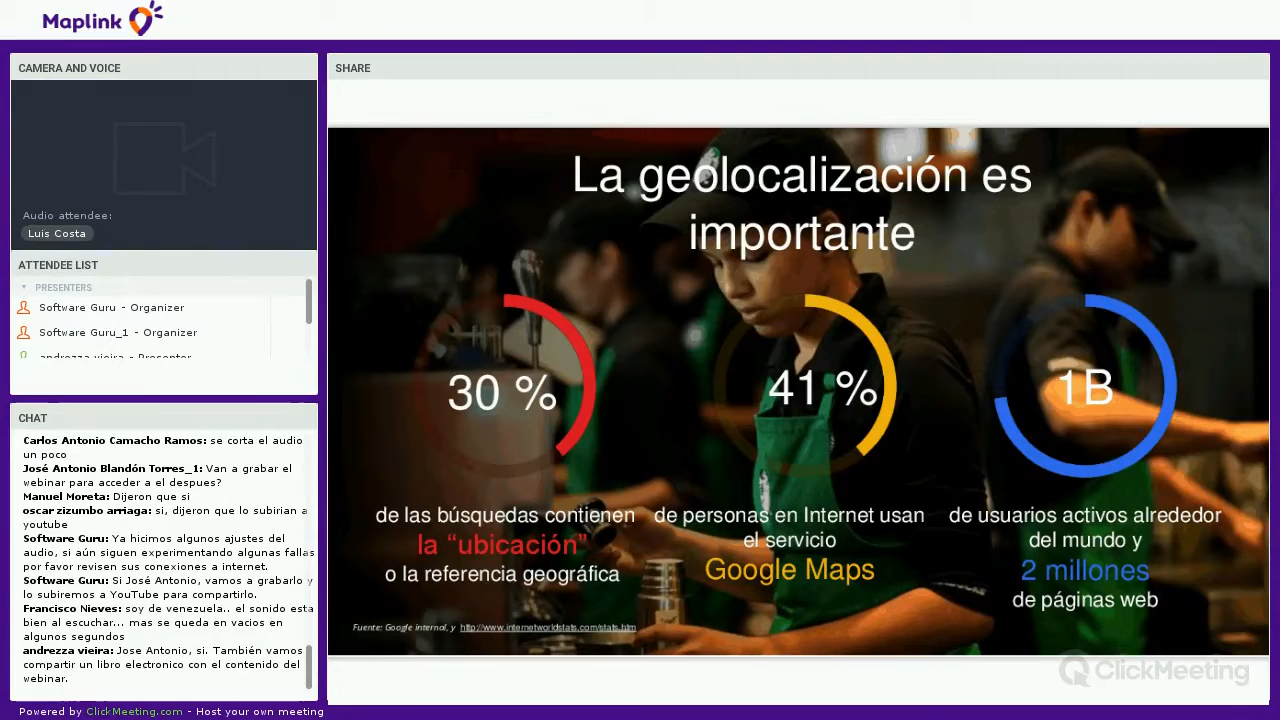 Maplink
CAMERA AND VOICE
Audio attendee:
Luis Costa
ATTENDEE LIST
PRESENTERS
Software Guru - Organizer
Software Guru_1 - Organizer
andrezza vieira - Presenter
CHAT
Carlos Antonio Camacho Ramos: se corta el audio
un poco
José Antonio Blandón Torres_1: Van a grabar el
webinar para acceder a el despues?
Manuel Moreta: Dijeron que si
oscar zizumbo arriaga: si, dijeron que lo subirian a
youtube
Software Guru: Ya hicimos algunos ajustes del
audio, si aún siguen experimentando algunas fallas
por favor revisen sus conexiones a internet.
Software Guru: Si José Antonio, vamos a grabarlo y
lo subiremos a YouTube para compartirlo.
Francisco Nieves: soy de venezuela.. el sonido esta
bien al escuchar... mas se queda en vacios en
algunos segundos
andrezza vieira: Jose Antonio, si. También vamos
compartir un libro electronico con el contenido del
webinar.
Powered by ClickMeeting.com - Host your own meeting
SHARE
La geolocalización es
importante
30 %
de las búsquedas contienen
la “ubicación”
o la referencia geográfica
41 %
de personas en Internet usan
el servicio
Google Maps
1B
de usuarios activos alrededor
del mundo y
2 millones
de páginas web
Fuente: Google internal, y http://www.internetworldstats.com/stats.htm
ClickMeeting